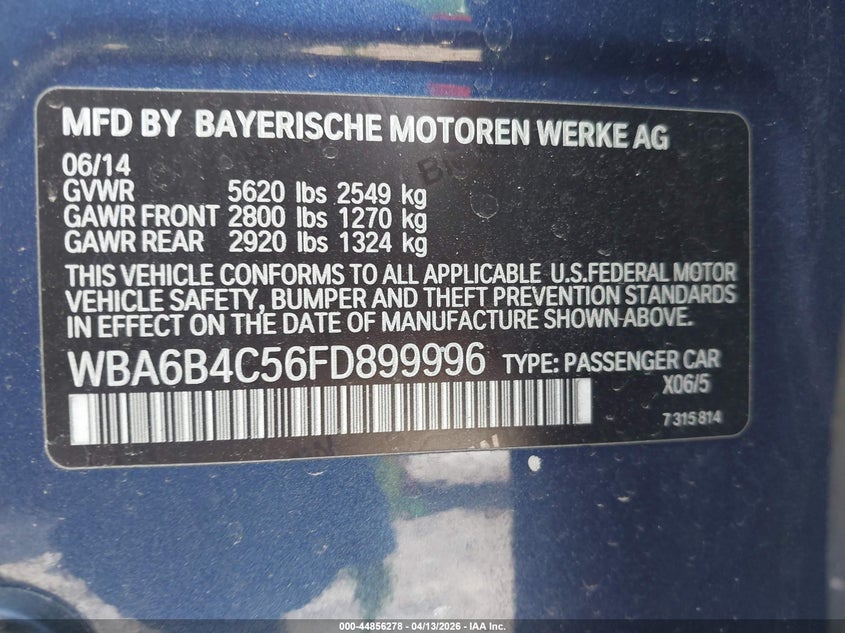 MFD BY BAYERISCHE MOTOREN WERKE AG
06/14
GVWR 5620 lbs 2549 kg
GAWR FRONT 2800 lbs 1270 kg
GAWR REAR 2920 lbs 1324 kg
THIS VEHICLE CONFORMS TO ALL APPLICABLE U.S.FEDERAL MOTOR
VEHICLE SAFETY, BUMPER AND THEFT PREVENTION STANDARDS
IN EFFECT ON THE DATE OF MANUFACTURE SHOWN ABOVE.
WBA6B4C56FD899996 TYPE: PASSENGER CAR
X06/5
7315814
000-44856278 - 04/13/2026 - IAA Inc.